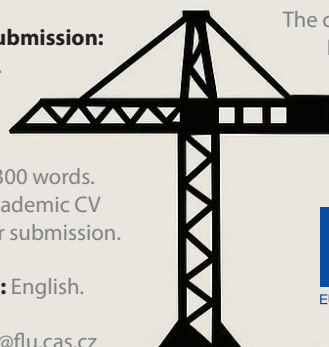 ubmission:
300 words.
ademic CV
r submission.
: English.
@flu.cas.cz
The